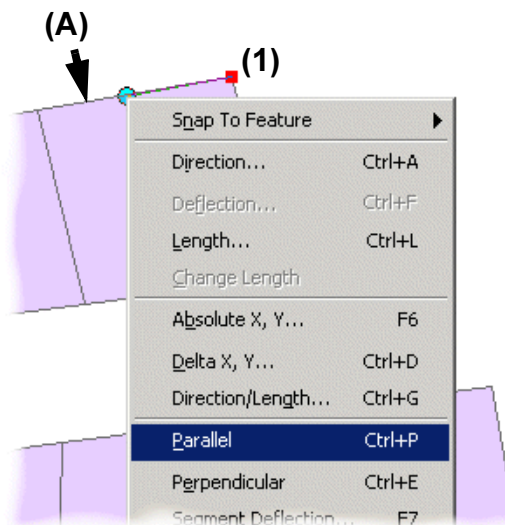 (A)
(1)
Snap To Feature
Direction... Ctrl+A
Deflection... Ctrl+F
Length... Ctrl+L
Change Length
Absolute X, Y... F6
Delta X, Y... Ctrl+D
Direction/Length... Ctrl+G
Parallel Ctrl+P
Perpendicular Ctrl+E
Segment Deflection... F7